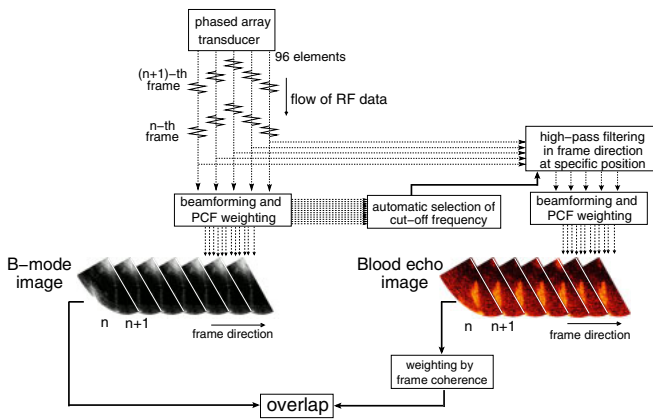 phased array
transducer
96 elements
(n+1)−th
frame
flow of RF data
n−th
frame
high−pass filtering
in frame direction
at specific position
beamforming and
PCF weighting
automatic selection of
cut−off frequency
beamforming and
PCF weighting
B−mode
image
Blood echo
image
n
n+1
frame direction
n
n+1
frame direction
weighting by
frame coherence
overlap